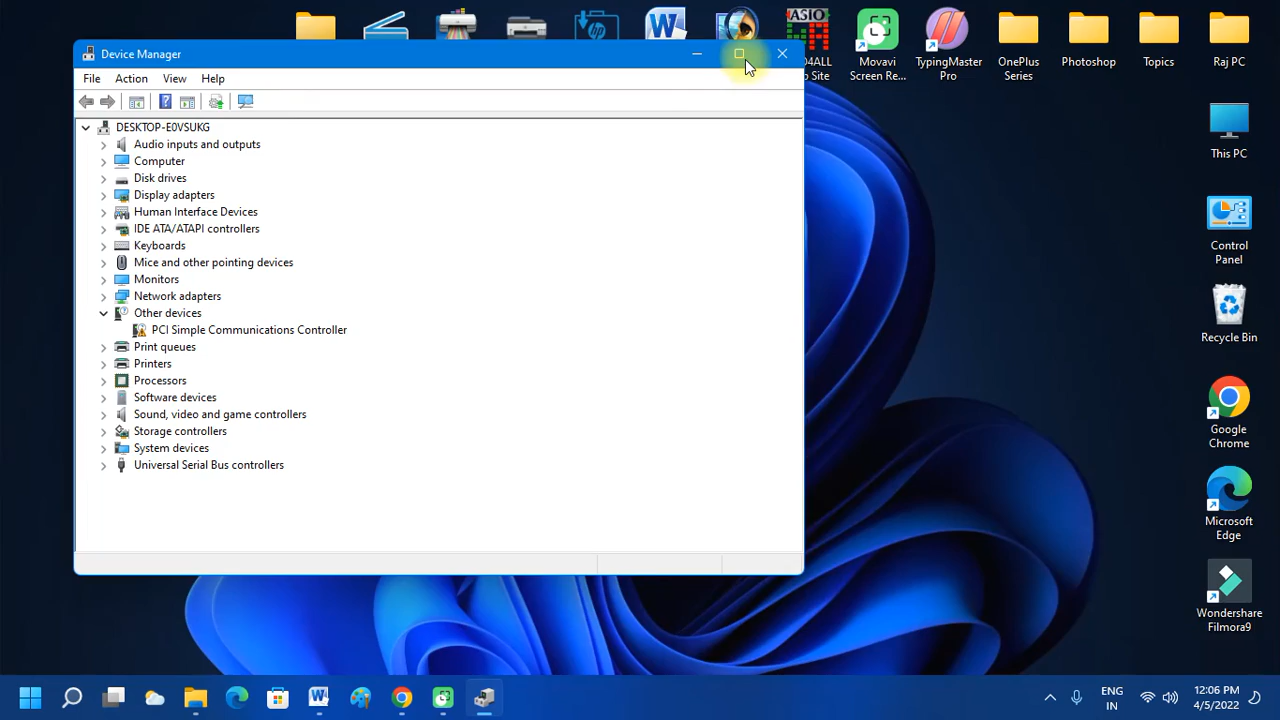 Device Manager
File Action View Help
DESKTOP-E0VSUKG
Audio inputs and outputs
Computer
Disk drives
Display adapters
Human Interface Devices
IDE ATA/ATAPI controllers
Keyboards
Mice and other pointing devices
Monitors
Network adapters
Other devices
PCI Simple Communications Controller
Print queues
Printers
Processors
Software devices
Sound, video and game controllers
Storage controllers
System devices
Universal Serial Bus controllers
hp
W
ASIO
Site
Movavi
Screen Re...
TypingMaster
Pro
OnePlus
Series
Photoshop
Topics
Raj PC
This PC
Control
Panel
Recycle Bin
Google
Chrome
Microsoft
Edge
Wondershare
Filmora9
W
ENG
IN
12:06 PM
4/5/2022